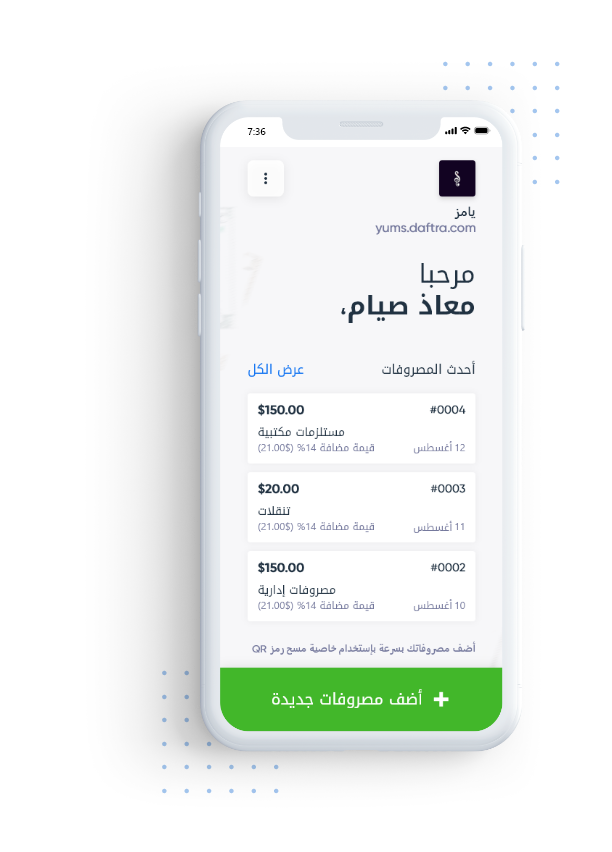 7:36
يامز
yums.daftra.com
مرحبا
معاذ صيام،
أحدث المصروفات
عرض الكل
#0004
$150.00
مستلزمات مكتبية
12 أغسطس
قيمة مضافة 14% (21.00$)
#0003
$20.00
تنقلات
11 أغسطس
قيمة مضافة 14% (21.00$)
#0002
$150.00
مصروفات إدارية
10 أغسطس
قيمة مضافة 14% (21.00$)
أضف مصروفاتك بسرعة بإستخدام خاصية مسح رمز QR
أضف مصروفات جديدة